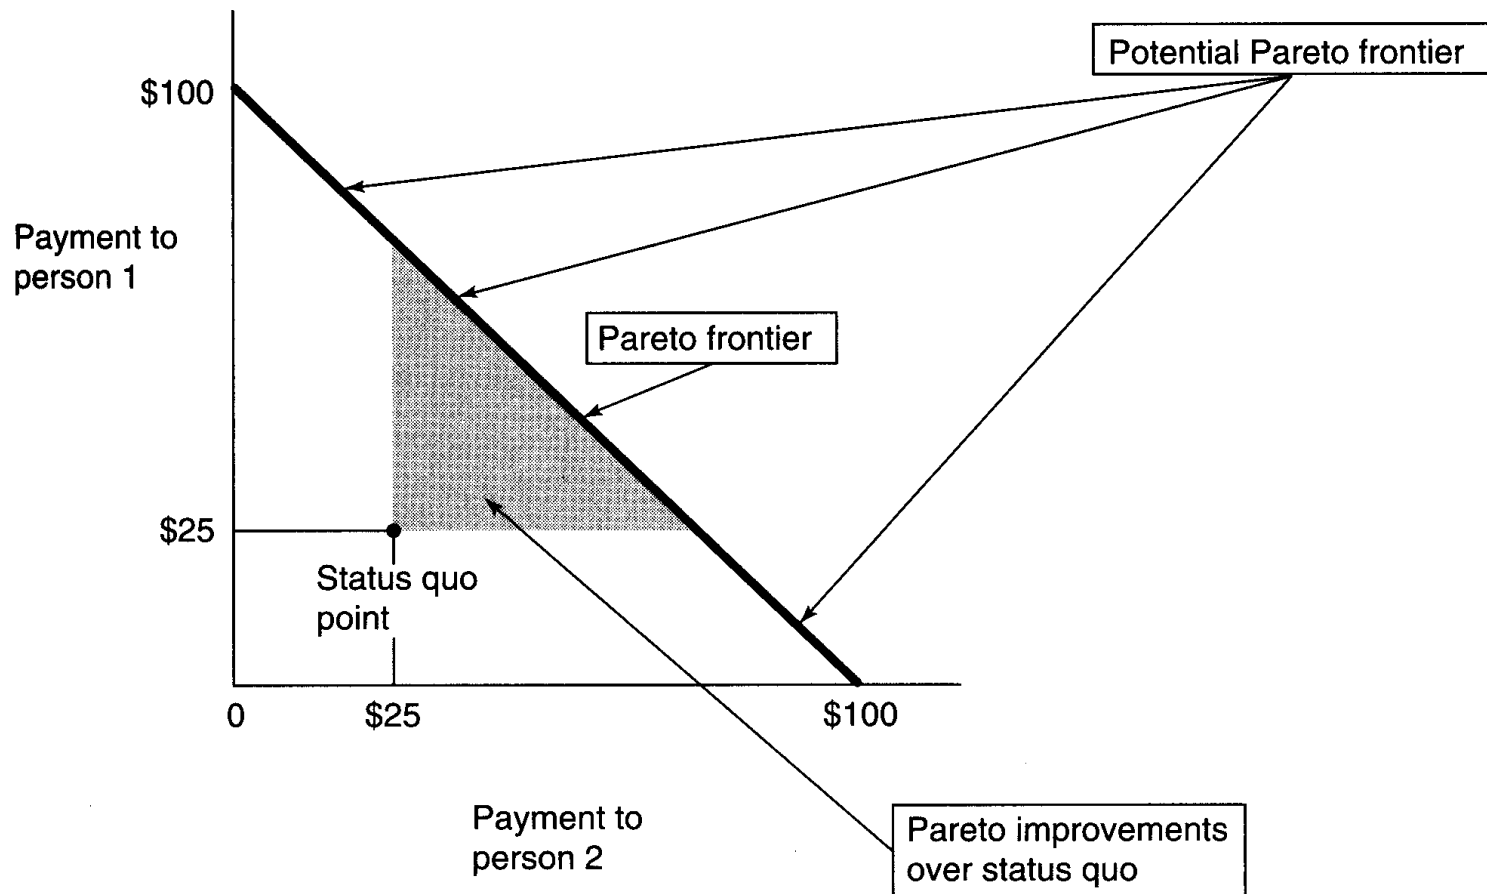 Potential Pareto frontier
$100
Payment to
person 1
Pareto frontier
$25
Status quo
point
0
$25
$100
Payment to
person 2
Pareto improvements
over status quo